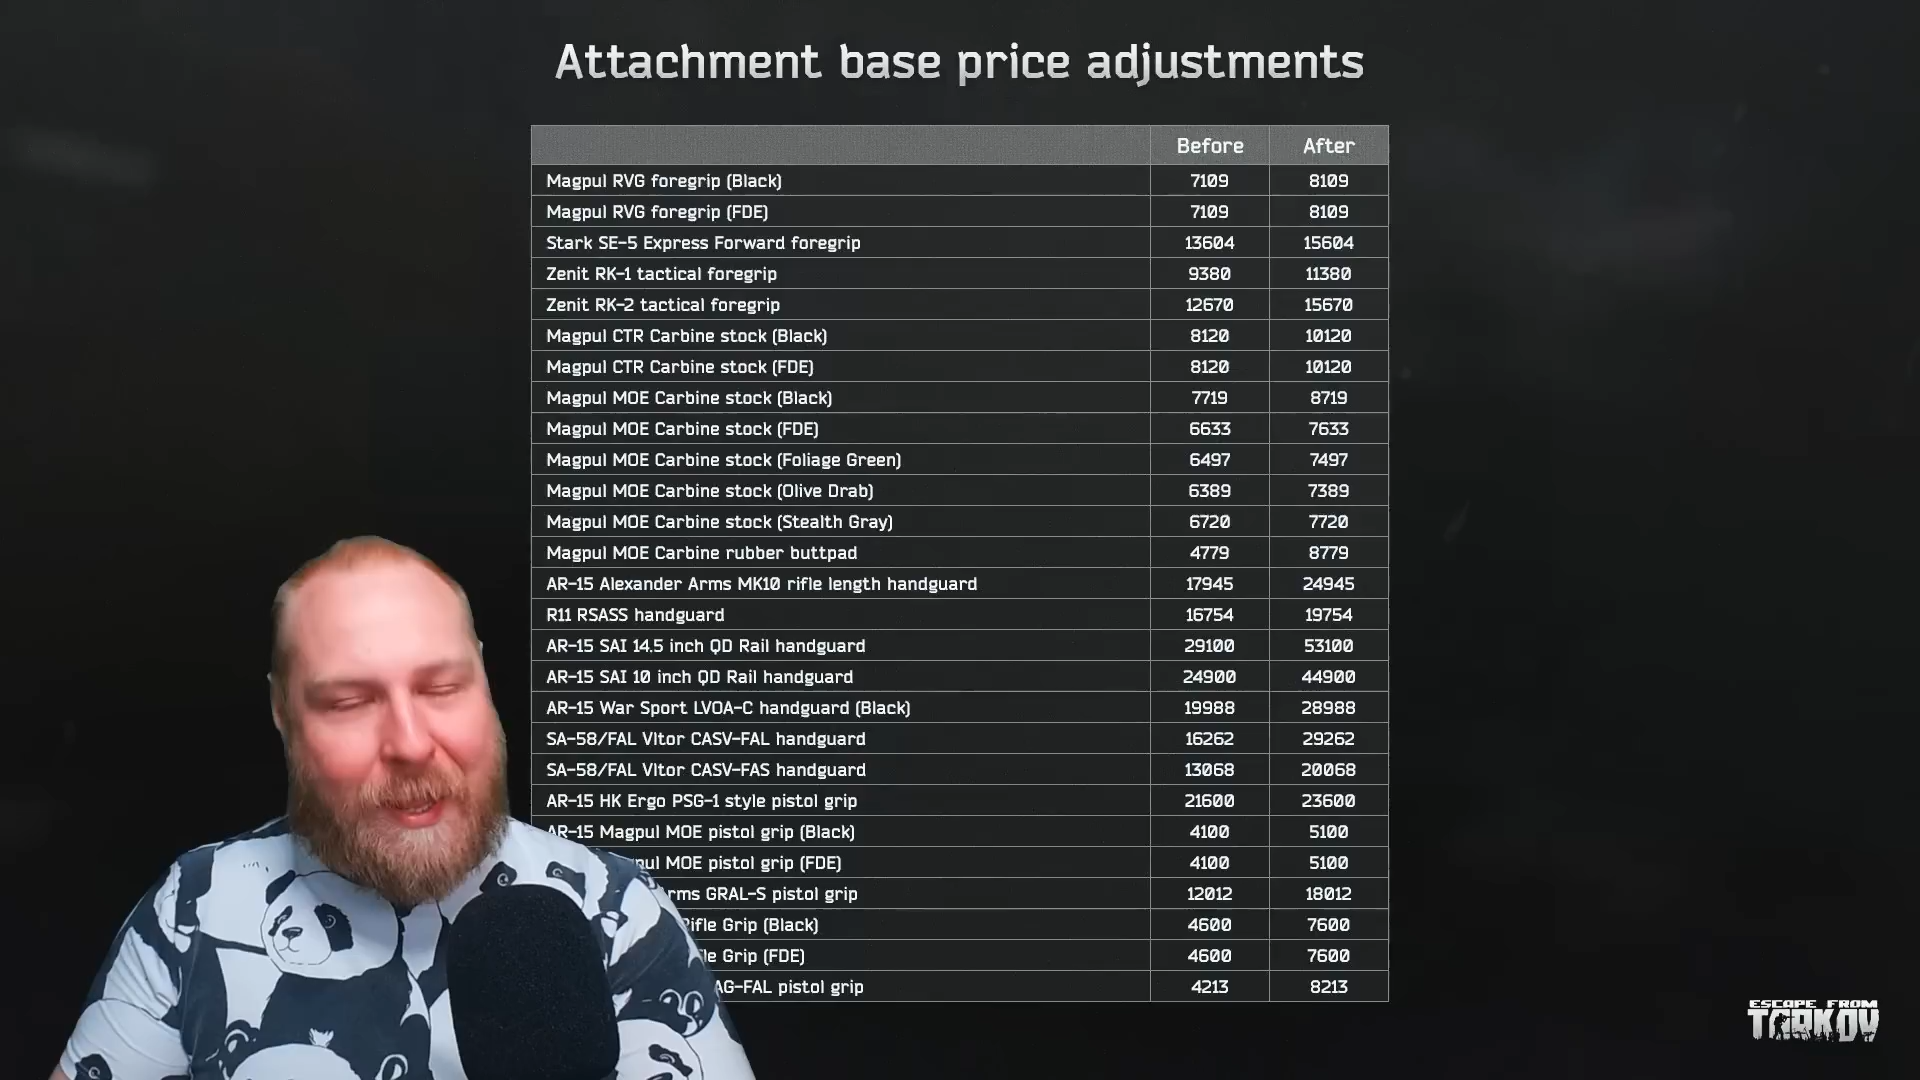 Attachment base price adjustments
Before After
Magpul RVG foregrip (Black) 7109 8109
Magpul RVG foregrip (FDE) 7109 8109
Stark SE-5 Express Forward foregrip 13604 15604
Zenit RK-1 tactical foregrip 9380 11380
Zenit RK-2 tactical foregrip 12670 15670
Magpul CTR Carbine stock (Black) 8120 10120
Magpul CTR Carbine stock (FDE) 8120 10120
Magpul MOE Carbine stock (Black) 7719 8719
Magpul MOE Carbine stock (FDE) 6633 7633
Magpul MOE Carbine stock (Foliage Green) 6497 7497
Magpul MOE Carbine stock (Olive Drab) 6389 7389
Magpul MOE Carbine stock (Stealth Gray) 6720 7720
Magpul MOE Carbine rubber buttpad 4779 8779
AR-15 Alexander Arms MK10 rifle length handguard 17945 24945
R11 RSASS handguard 16754 19754
AR-15 SAI 14.5 inch QD Rail handguard 29100 53100
AR-15 SAI 10 inch QD Rail handguard 24900 44900
AR-15 War Sport LVOA-C handguard (Black) 19988 28988
SA-58/FAL Vltor CASV-FAL handguard 16262 29262
SA-58/FAL Vltor CASV-FAS handguard 13068 20068
AR-15 HK Ergo PSG-1 style pistol grip 21600 23600
AR-15 Magpul MOE pistol grip (Black) 4100 5100
MOE pistol grip (FDE) 4100 5100
GRAL-S pistol grip 12012 18012
Grip (Black) 4600 7600
Grip (FDE) 4600 7600
AG-FAL pistol grip 4213 8213
ESCAPE FROM
TARKOV